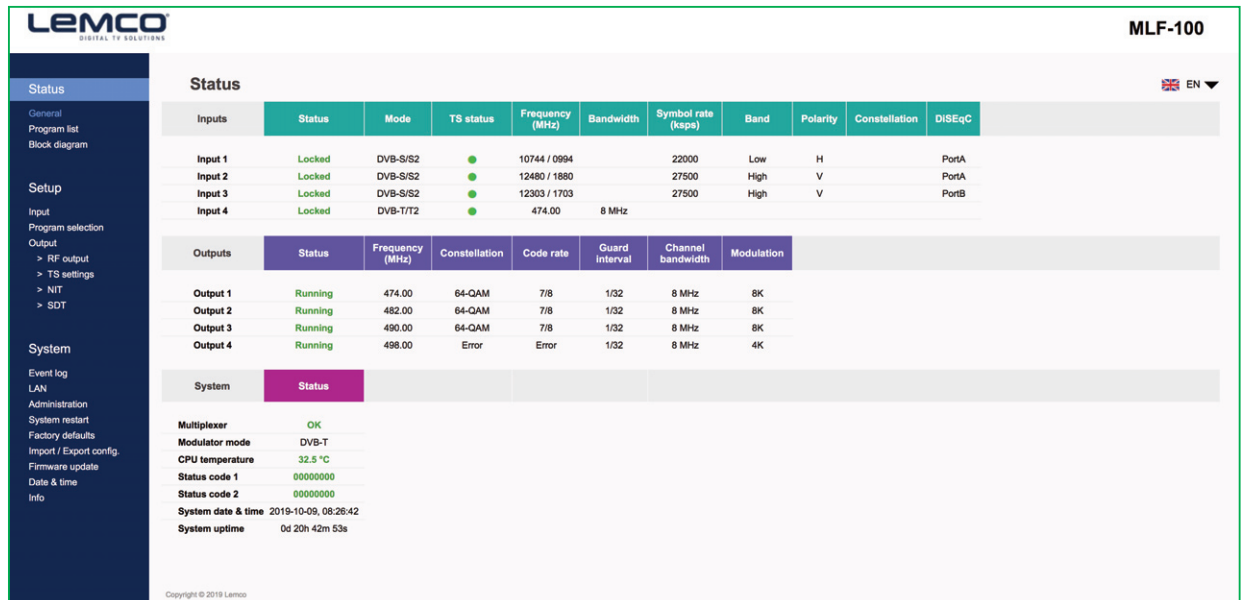 LEMCO
DIGITAL TV SOLUTIONS
MLF-100
Status
General
Program list
Block diagram
Setup
Input
Program selection
Output
> RF output
> TS settings
> NIT
> SDT
System
Event log
LAN
Administration
System restart
Factory defaults
Import / Export config.
Firmware update
Date & time
Info
Status
EN
Inputs Status Mode TS status Frequency (MHz) Bandwidth Symbol rate (ksps) Band Polarity Constellation DiSEqC
Input 1 Locked DVB-S/S2 10744 / 0994 22000 Low H PortA
Input 2 Locked DVB-S/S2 12480 / 1880 27500 High V PortA
Input 3 Locked DVB-S/S2 12303 / 1703 27500 High V PortB
Input 4 Locked DVB-T/T2 474.00 8 MHz
Outputs Status Frequency (MHz) Constellation Code rate Guard interval Channel bandwidth Modulation
Output 1 Running 474.00 64-QAM 7/8 1/32 8 MHz 8K
Output 2 Running 482.00 64-QAM 7/8 1/32 8 MHz 8K
Output 3 Running 490.00 64-QAM 7/8 1/32 8 MHz 8K
Output 4 Running 498.00 Error Error 1/32 8 MHz 4K
System Status
Multiplexer OK
Modulator mode DVB-T
CPU temperature 32.5 °C
Status code 1 00000000
Status code 2 00000000
System date & time 2019-10-09, 08:26:42
System uptime 0d 20h 42m 53s
Copyright © 2019 Lemco